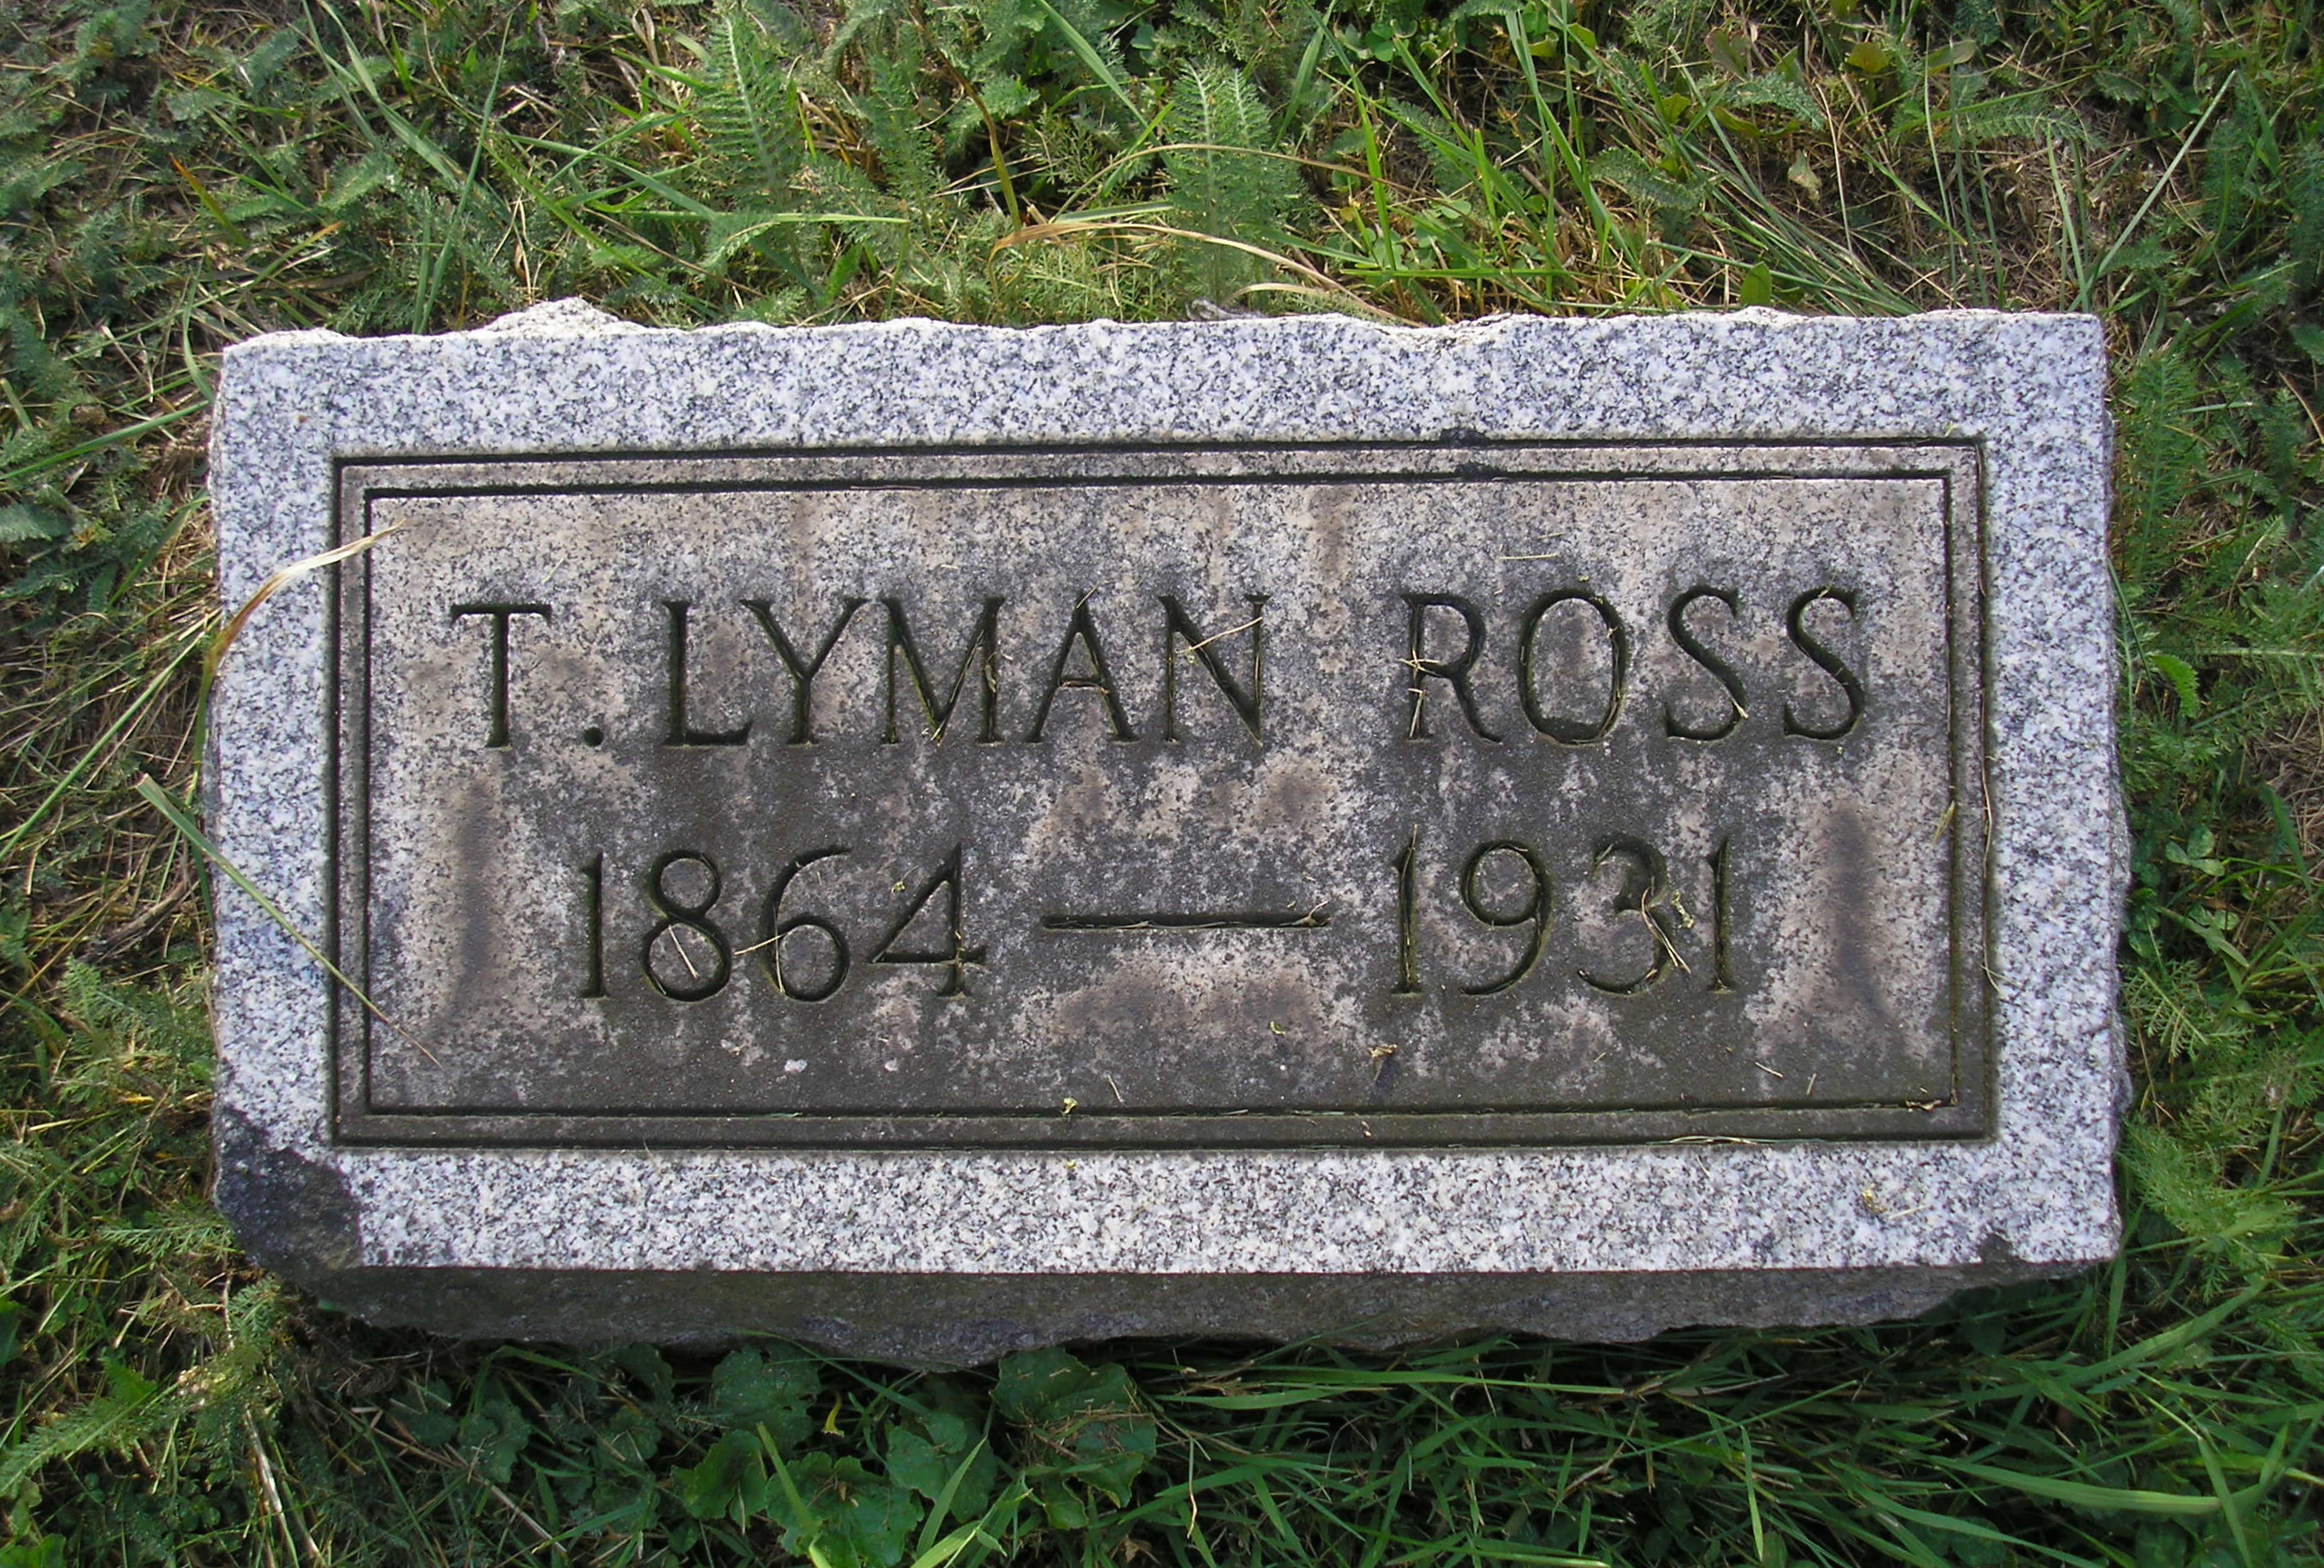 T. LYMAN ROSS
1864 — 1931